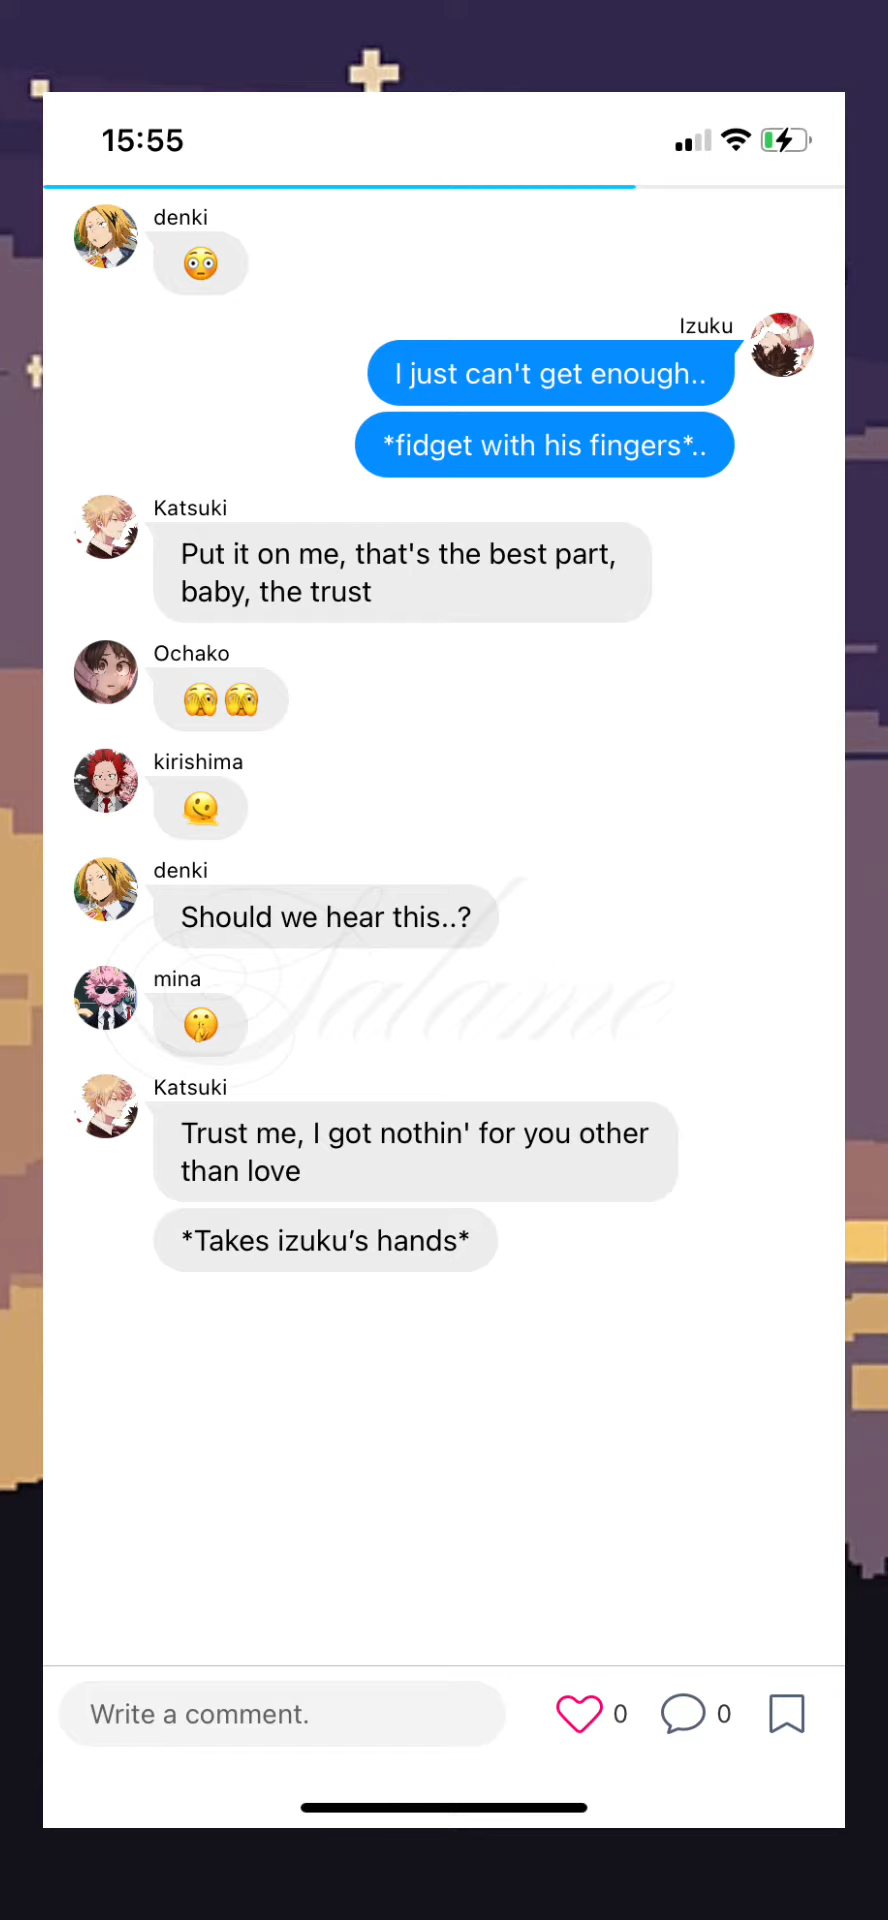 15:55
denki
😳
Izuku
I just can't get enough..
*fidget with his fingers*..
Katsuki
Put it on me, that's the best part,
baby, the trust
Ochako
🫣🫣
kirishima
🫠
denki
Should we hear this..?
mina
🤫
Katsuki
Trust me, I got nothin' for you other
than love
*Takes izuku’s hands*
Salame
Write a comment.
0
0